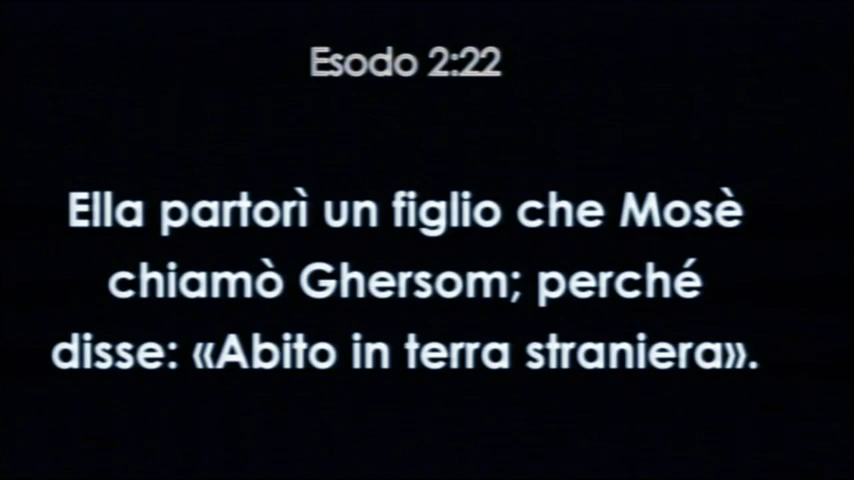 Esodo 2:22
Ella partorì un figlio che Mosè
chiamò Ghersom; perché
disse: «Abito in terra straniera».